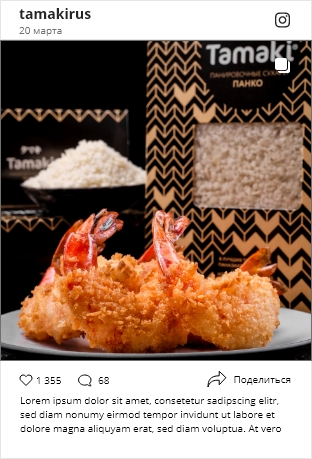 tamakirus
20 марта
Tamaki
ПАНИРОВОЧНЫЕ СУХАРИ
ПАНКО
Tamaki
1 355
68
Поделиться
Lorem ipsum dolor sit amet, consetetur sadipscing elitr,
sed diam nonumy eirmod tempor invidunt ut labore et
dolore magna aliquyam erat, sed diam voluptua. At vero